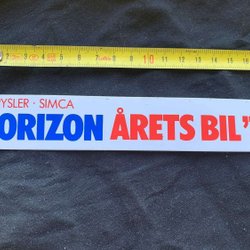 YSLER · SIMCA
ORIZON ÅRETS BIL"